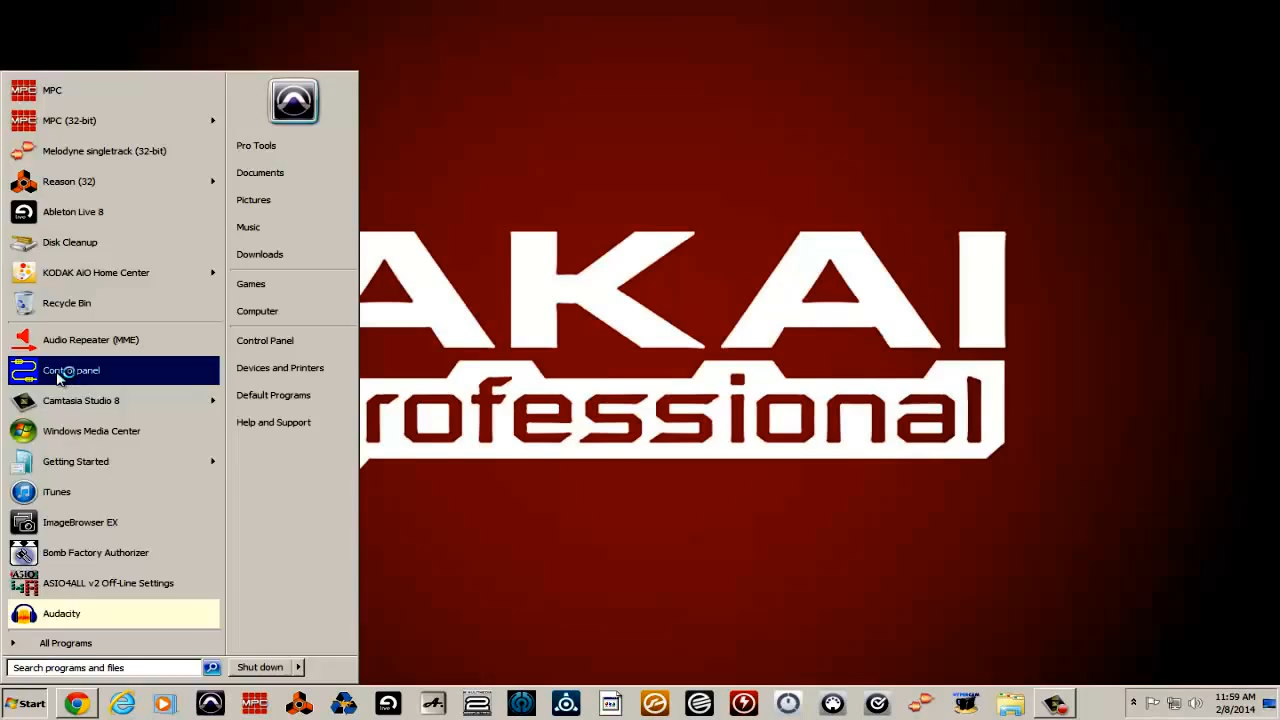 MPC
MPC (32-bit)
Melodyne singletrack (32-bit)
Reason (32)
Ableton Live 8
Disk Cleanup
KODAK AiO Home Center
Recycle Bin
Audio Repeater (MME)
Control panel
Camtasia Studio 8
Windows Media Center
Getting Started
iTunes
ImageBrowser EX
Bomb Factory Authorizer
ASIO4ALL v2 Off-Line Settings
Audacity
All Programs
Search programs and files
Pro Tools
Documents
Pictures
Music
Downloads
Games
Computer
Control Panel
Devices and Printers
Default Programs
Help and Support
Shut down
AKAI
rofessional
Start
11:59 AM
2/8/2014